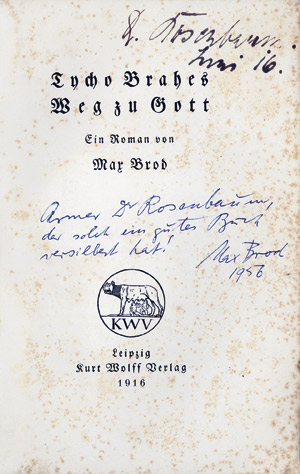 Dr. Rosenbaum
Juni 16.
Tycho Brahes
Weg zu Gott
Ein Roman von
Max Brod
Armer Dr Rosenbaum,
der solch ein gutes Buch
versilbert hat!
Max Brod
1956
KWV
Leipzig
Kurt Wolff Verlag
1916